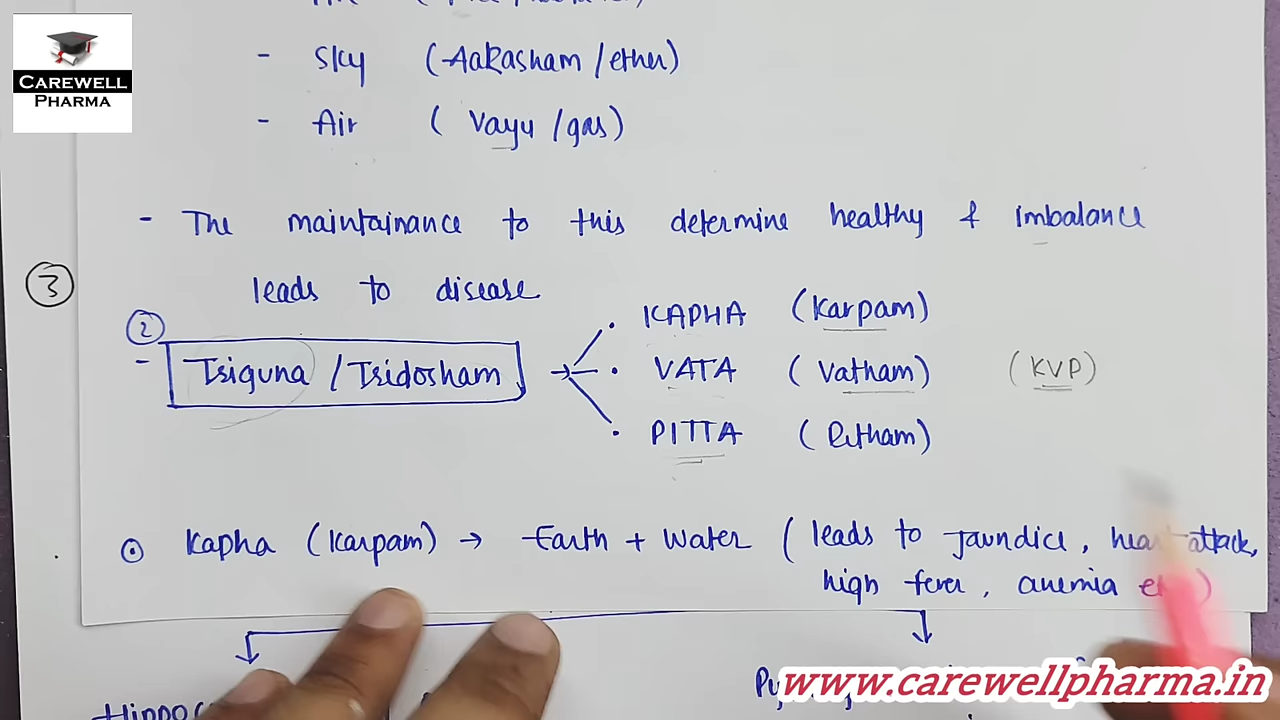 CAREWELL
PHARMA
- Sky (Aakasham / ether)
- Air ( Vayu / gas)
- The maintainance to this determine healthy & imbalance
leads to disease
3
2
- Triguna / Tridosham → . KAPHA (Karpam)
. VATA ( Vatham) (KVP)
. PITTA ( Pitham)
Kapha (Karpam) → Earth + Water ( leads to Jaundice, heart attack,
high fever, anemia etc )
www.carewellpharma.in